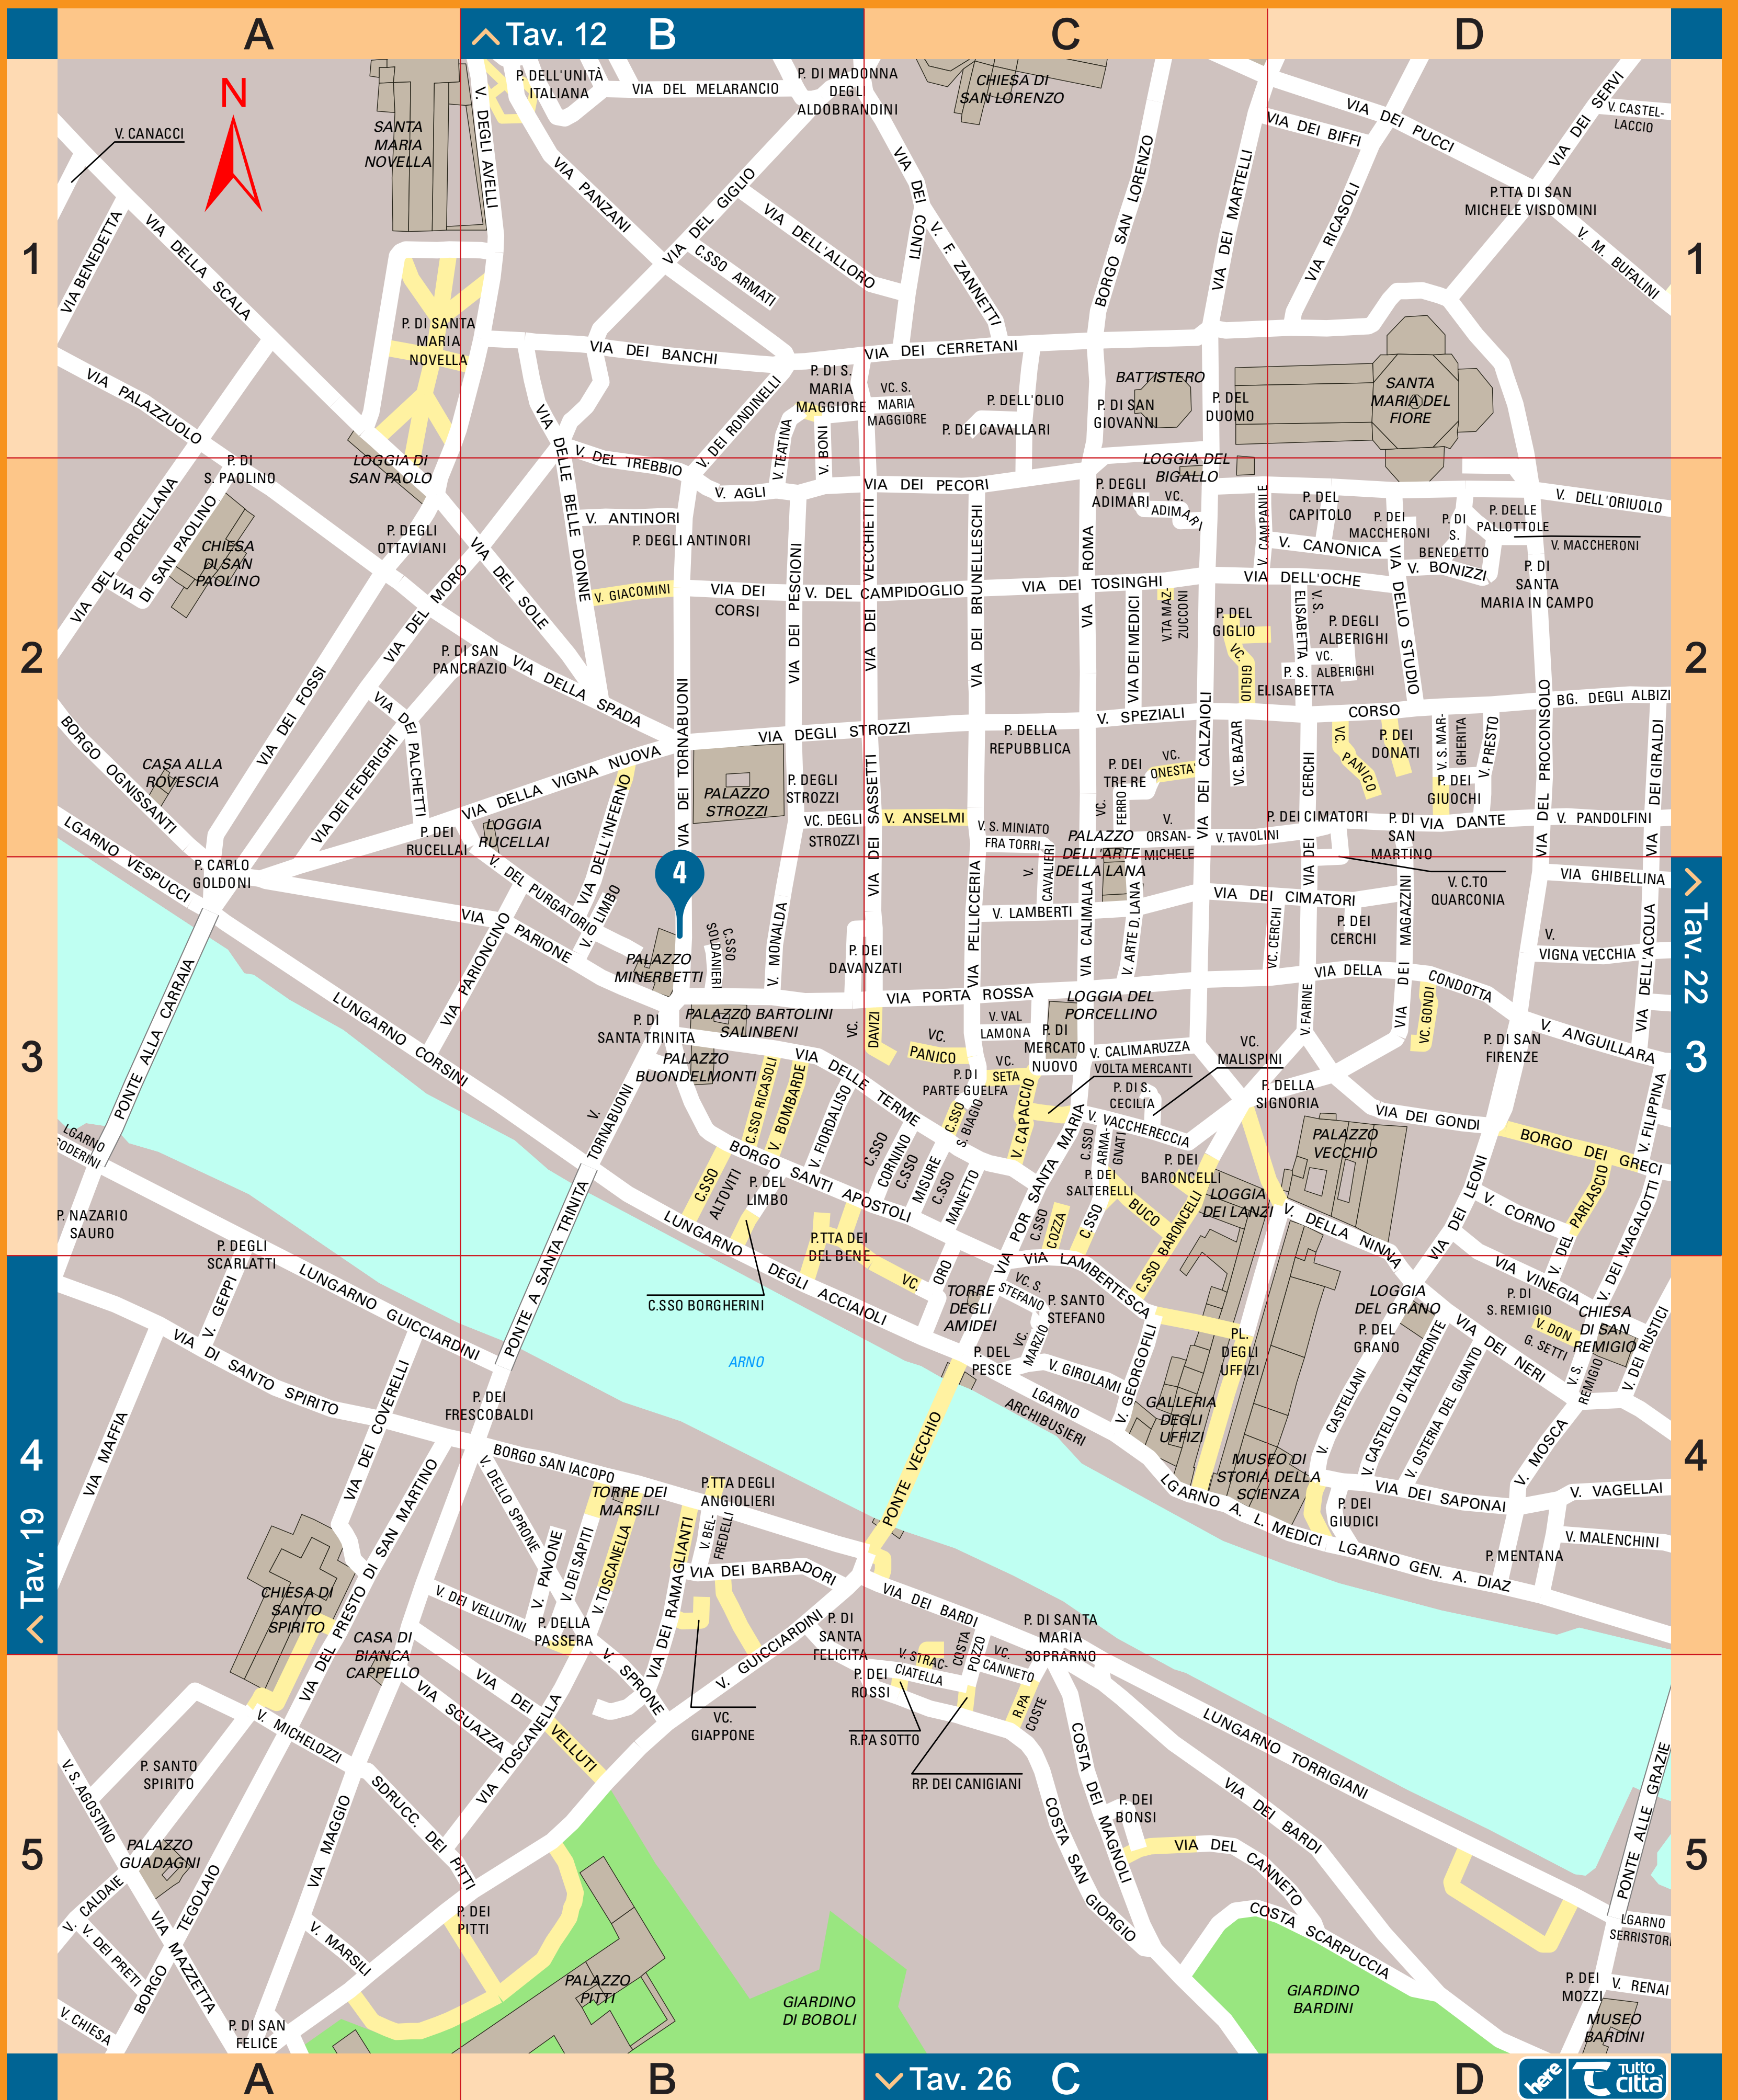 A
Tav. 12
B
C
D
N
1
1
V. CANACCI
SANTA
MARIA
NOVELLA
V. DEGLI AVELLI
P. DELL'UNITÀ
ITALIANA
VIA DEL MELARANCIO
P. DI MADONNA
DEGLI
ALDOBRANDINI
CHIESA DI
SAN LORENZO
VIA DEI PUCCI
VIA DEI BIFFI
VIA DEI SERVI
V. CASTEL-
LACCIO
P.TTA DI SAN
MICHELE VISDOMINI
V. M. BUFALINI
VIA BENEDETTA
VIA DELLA SCALA
VIA PANZANI
VIA DEL GIGLIO
VIA DELL'ALLORO
C.SSO ARMATI
VIA DEI CONTI
V. F. ZANNETTI
BORGO SAN LORENZO
VIA DEI MARTELLI
VIA RICASOLI
P. DI SANTA
MARIA
NOVELLA
VIA DEI BANCHI
VIA DEI CERRETANI
VIA PALAZZUOLO
P. DI S.
MARIA
MAGGIORE
VC. S.
MARIA
MAGGIORE
P. DELL'OLIO
P. DEI CAVALLARI
BATTISTERO
P. DI SAN
GIOVANNI
P. DEL
DUOMO
SANTA
MARIA DEL
FIORE
VIA DELLE BELLE DONNE
V. DEI RONDINELLI
V. TEATINA
V. BONI
V. DEL TREBBIO
2
2
P. DI
S. PAOLINO
LOGGIA DI
SAN PAOLO
V. AGLI
VIA DEI PECORI
P. DEGLI
ADIMARI
LOGGIA DEL
BIGALLO
VC.
ADIMARI
V. CAMPANILE
P. DEL
CAPITOLO
P. DEI
MACCHERONI
P. DI
S.
BENEDETTO
P. DELLE
PALLOTTOLE
V. DELL'ORIUOLO
V. MACCHERONI
VIA DEL PORCELLANA
VIA DI SAN PAOLINO
CHIESA
DI SAN
PAOLINO
P. DEGLI
OTTAVIANI
VIA DEL MORO
VIA DEL SOLE
V. ANTINORI
P. DEGLI ANTINORI
V. GIACOMINI
VIA DEI
CORSI
VIA DEI PESCIONI
V. DEL CAMPIDOGLIO
VIA DEI VECCHIETTI
VIA DEI BRUNELLESCHI
VIA DEI TOSINGHI
VIA ROMA
VIA DEI MEDICI
V.TA MAZ-
ZUCCONI
V. CANONICA
VIA DELL'OCHE
V. BONIZZI
P. DI
SANTA
MARIA IN CAMPO
P. DEL
GIGLIO
VC. GIGLIO
V. S.
ELISABETTA
P. DEGLI
ALBERIGHI
VC.
ALBERIGHI
P. S.
ELISABETTA
VIA DELLO STUDIO
P. DI SAN
PANCRAZIO
VIA DELLA SPADA
VIA DEI FOSSI
VIA DEI PALCHETTI
VIA DEI FEDERIGHI
BORGO OGNISSANTI
CASA ALLA
ROVESCIA
VIA DELLA VIGNA NUOVA
VIA DEGLI STROZZI
VIA DEI TORNABUONI
PALAZZO
STROZZI
P. DEGLI
STROZZI
VC. DEGLI
STROZZI
P. DELLA
REPUBBLICA
V. SPEZIALI
VIA DEI CALZAIOLI
CORSO
BG. DEGLI ALBIZI
VIA DEL PROCONSOLO
VIA DEI GIRALDI
P. DEI
TRE RE
VC.
ONESTA'
VC. FERRO
VC. BAZAR
VC. PANICO
P. DEI
DONATI
V. S. MAR-
GHERITA
V. PRESTO
P. DEI
GIUOCHI
LGARNO VESPUCCI
P. DEI
RUCELLAI
LOGGIA
RUCELLAI
VIA DELL'INFERNO
VIA DEI SASSETTI
V. ANSELMI
V. S. MINIATO
FRA TORRI
PALAZZO
DELL'ARTE
DELLA LANA
V.
ORSAN-
MICHELE
V. TAVOLINI
P. DEI CIMATORI
VIA DEI CERCHI
P. DI
SAN
MARTINO
VIA DANTE
V. PANDOLFINI
3
Tav. 22
3
P. CARLO
GOLDONI
V. DEL PURGATORIO
V. LIMBO
4
VIA PARIONE
VIA PARIONCINO
PALAZZO
MINERBETTI
C.SSO
SOLDANIERI
V. MONALDA
P. DEI
DAVANZATI
VIA PELLICCERIA
V. CAVALIERI
V. LAMBERTI
VIA CALIMALA
V. ARTE D. LANA
VIA DEI CIMATORI
VC. CERCHI
P. DEI
CERCHI
V. C.TO
QUARCONIA
VIA GHIBELLINA
V.
VIGNA VECCHIA
VIA DELL'ACQUA
VIA DEI MAGAZZINI
VIA DELLA CONDOTTA
VIA PORTA ROSSA
LOGGIA DEL
PORCELLINO
V. FARINE
VC. GONDI
PONTE ALLA CARRAIA
LUNGARNO CORSINI
P. DI
SANTA TRINITA
PALAZZO BARTOLINI
SALINBENI
PALAZZO
BUONDELMONTI
VC. DAVIZI
VC.
PANICO
V. VAL
LAMONA
P. DI
MERCATO
NUOVO
V. CALIMARUZZA
VC.
MALISPINI
VOLTA MERCANTI
VC.
SETA
P. DI
PARTE GUELFA
P. DI S.
CECILIA
P. DELLA
SIGNORIA
P. DI SAN
FIRENZE
V. ANGUILLARA
V. FILIPPINA
VIA DEI GONDI
BORGO DEI GRECI
LGARNO
SODERINI
V. TORNABUONI
C.SSO RICASOLI
V. BOMBARDE
VIA DELLE TERME
V. FIORDALISO
C.SSO
CORNINO
C.SSO
MISURE
C.SSO
MANETTO
C.SSO
S. BIAGIO
V. CAPACCIO
VIA POR SANTA MARIA
V. VACCHERECCIA
C.SSO
ARMA-
GNATI
P. DEI
SALTERELLI
P. DEI
BARONCELLI
PALAZZO
VECCHIO
LOGGIA
DEI LANZI
BORGO SANTI APOSTOLI
C.SSO
ALTOVITI
P. DEL
LIMBO
P.TTA DEI
DEL BENE
C.SSO
COZZA
C.SSO BUCO
C.SSO BARONCELLI
V. DELLA NINNA
VIA DEI LEONI
V. CORNO
V. DEL PARLASCIO
V. DEI MAGALOTTI
P. NAZARIO
SAURO
4
Tav. 19
4
P. DEGLI
SCARLATTI
V. GEPPI
LUNGARNO GUICCIARDINI
PONTE A SANTA TRINITA
LUNGARNO DEGLI ACCIAIOLI
C.SSO BORGHERINI
ARNO
VC. ORO
TORRE
DEGLI
AMIDEI
VIA LAMBERTESCA
VC. S.
STEFANO
P. SANTO
STEFANO
VC. MARZIO
P. DEL
PESCE
V. GIROLAMI
LGARNO
ARCHIBUSIERI
V. GEORGOFILI
PL.
DEGLI
UFFIZI
GALLERIA
DEGLI
UFFIZI
MUSEO DI
STORIA DELLA
SCIENZA
LOGGIA
DEL GRANO
P. DEL
GRANO
VIA VINEGIA
P. DI
S. REMIGIO
CHIESA
DI SAN
REMIGIO
V. DON
G. SETTI
V. S.
REMIGIO
V. DEI RUSTICI
VIA DEI NERI
V. CASTELLANI
V. CASTELLO D'ALTAFRONTE
V. OSTERIA DEL GUANTO
V. MOSCA
VIA DI SANTO SPIRITO
VIA MAFFIA
VIA DEI COVERELLI
P. DEI
FRESCOBALDI
BORGO SAN IACOPO
V. DELLO SPRONE
TORRE DEI
MARSILI
P.TTA DEGLI
ANGIOLIERI
PONTE VECCHIO
LGARNO A. L. MEDICI
P. DEI
GIUDICI
VIA DEI SAPONAI
V. VAGELLAI
V. MALENCHINI
P. MENTANA
LGARNO GEN. A. DIAZ
CHIESA DI
SANTO
SPIRITO
VIA DEL PRESTO DI SAN MARTINO
V. DEI VELLUTINI
V. PAVONE
V. DEI SAPITI
V. TOSCANELLA
V. BEL-
FREDELLI
VIA DEI RAMAGLIANTI
VIA DEI BARBADORI
P. DELLA
PASSERA
CASA DI
BIANCA
CAPPELLO
V. GUICCIARDINI
P. DI
SANTA
FELICITA
VIA DEI BARDI
P. DI SANTA
MARIA
SOPRARNO
COSTA
POZZO
VC.
CANNETO
V. STRAC-
CIATELLA
5
5
P. DEI
ROSSI
R.PA SOTTO
RP. DEI CANIGIANI
R.PA
COSTE
VC.
GIAPPONE
V. SPRONE
VIA DEI VELLUTI
VIA SGUAZZA
VIA TOSCANELLA
V. MICHELOZZI
P. SANTO
SPIRITO
V. S. AGOSTINO
SDRUCC. DEI PITTI
VIA MAGGIO
PALAZZO
GUADAGNI
V. CALDAIE
V. DEI PRETI
BORGO TEGOLAIO
VIA MAZZETTA
V. MARSILI
V. CHIESA
P. DI SAN
FELICE
P. DEI
PITTI
PALAZZO
PITTI
GIARDINO
DI BOBOLI
COSTA DEI MAGNOLI
COSTA SAN GIORGIO
P. DEI
BONSI
VIA DEL CANNETO
LUNGARNO TORRIGIANI
VIA DEI BARDI
COSTA SCARPUCCIA
GIARDINO
BARDINI
PONTE ALLE GRAZIE
LGARNO
SERRISTORI
P. DEI
MOZZI
V. RENAI
MUSEO
BARDINI
A
B
Tav. 26
C
D
here
TUTTO
città